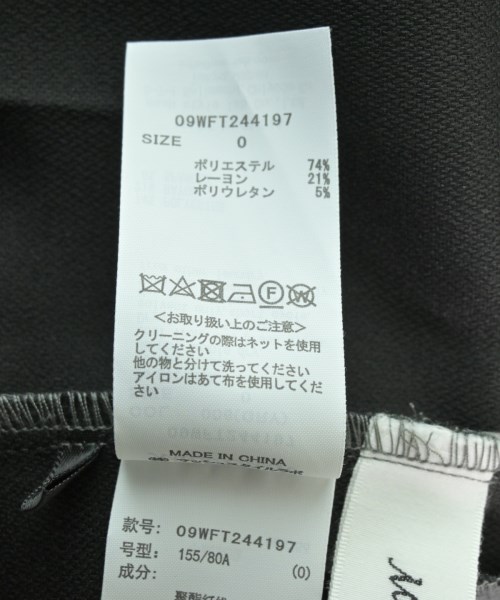 09WFT244197
SIZE 0
ポリエステル 74%
レーヨン 21%
ポリウレタン 5%
F W
<お取り扱い上のご注意>
クリーニングの際はネットを使用
してください
他の物と分けて洗ってください
アイロンはあて布を使用してくだ
さい
MADE IN CHINA
款号: 09WFT244197
号型: 155/80A (0)
成分:
聚酯纤维